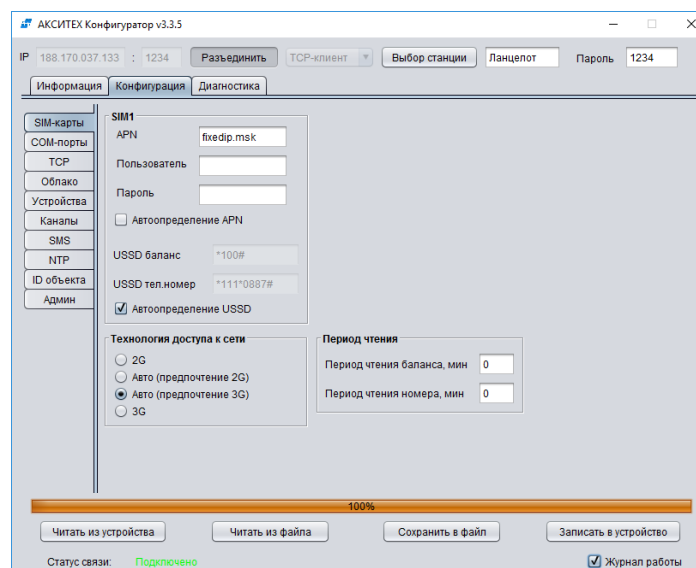 АКСИТЕХ Конфигуратор v3.3.5
IP 188.170.037.133 : 1234 Разъединить TCP-клиент Выбор станции Ланцелот Пароль 1234
Информация Конфигурация Диагностика
SIM-карты
COM-порты
TCP
Облако
Устройства
Каналы
SMS
NTP
ID объекта
Админ
SIM1
APN fixedip.msk
Пользователь
Пароль
Автоопределение APN
USSD баланс *100#
USSD тел.номер *111*0887#
Автоопределение USSD
Технология доступа к сети
2G
Авто (предпочтение 2G)
Авто (предпочтение 3G)
3G
Период чтения
Период чтения баланса, мин 0
Период чтения номера, мин 0
100%
Читать из устройства Читать из файла Сохранить в файл Записать в устройство
Статус связи: Подключено Журнал работы